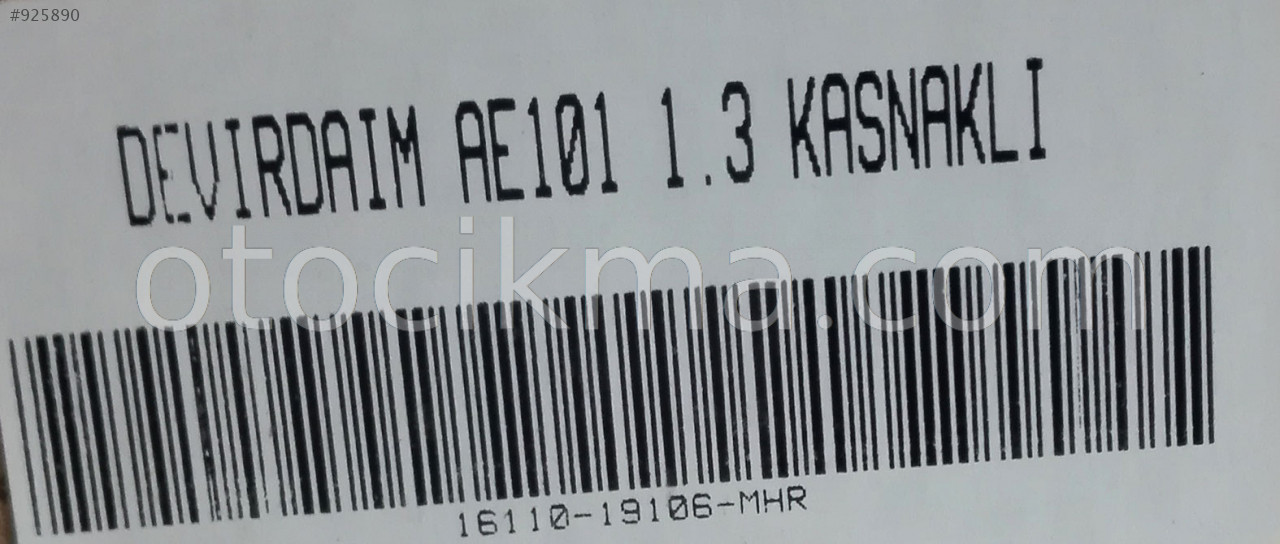 #925890
DEVIRDAIM AE101 1.3 KASNAKLI
otocikma.com
16110-19106-MHR